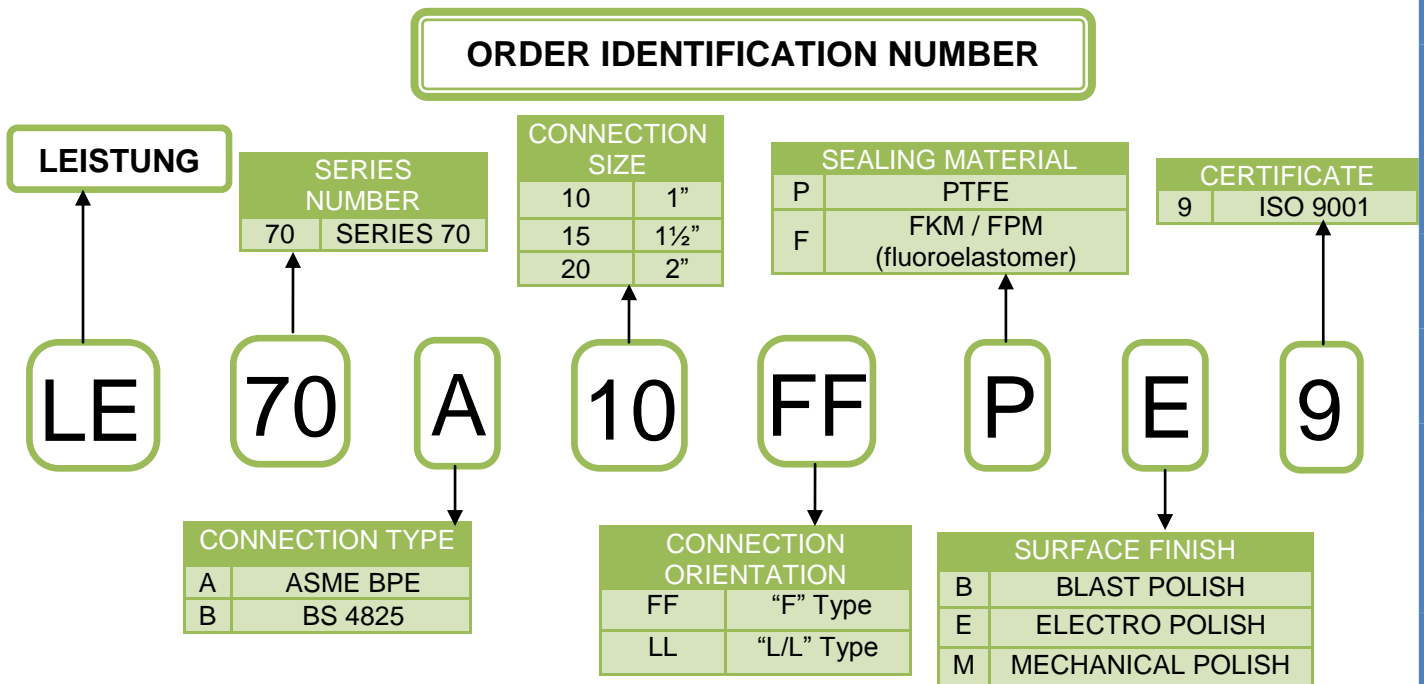 ORDER IDENTIFICATION NUMBER
LEISTUNG
SERIES
NUMBER
70 SERIES 70
CONNECTION
SIZE
10 1”
15 1½”
20 2”
SEALING MATERIAL
P PTFE
F FKM / FPM
(fluoroelastomer)
CERTIFICATE
9 ISO 9001
LE 70 A 10 FF P E 9
CONNECTION TYPE
A ASME BPE
B BS 4825
CONNECTION
ORIENTATION
FF “F” Type
LL “L/L” Type
SURFACE FINISH
B BLAST POLISH
E ELECTRO POLISH
M MECHANICAL POLISH